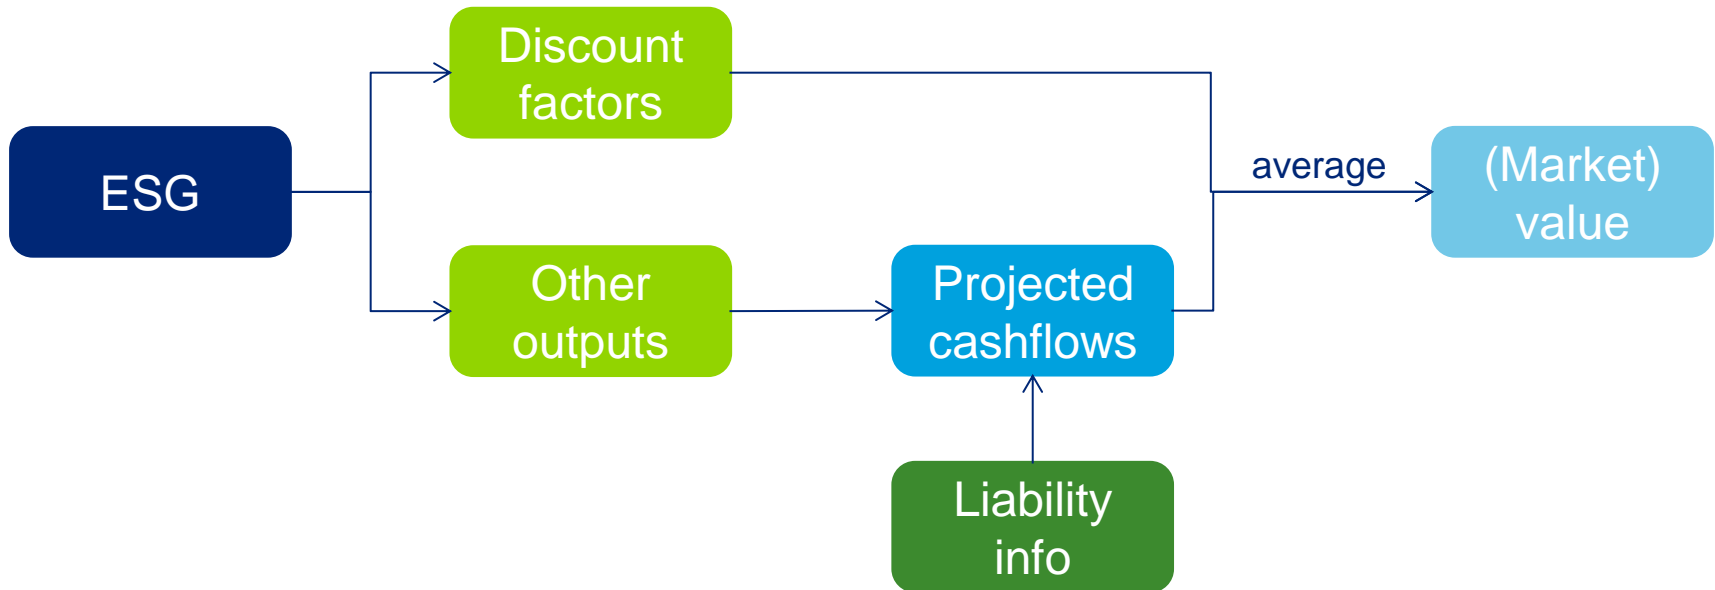 Discount
factors
ESG
average
(Market)
value
Other
outputs
Projected
cashflows
Liability
info